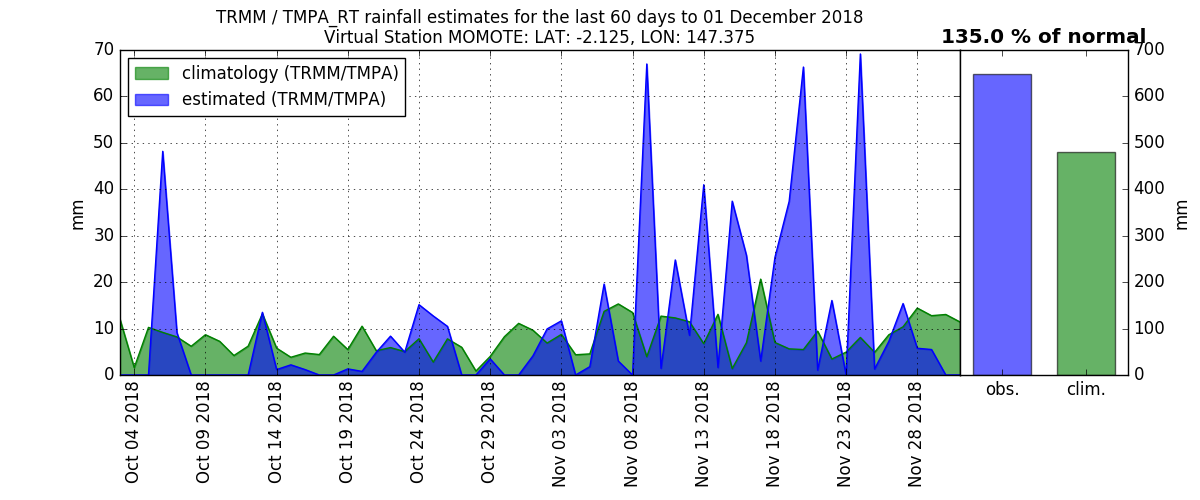 TRMM / TMPA_RT rainfall estimates for the last 60 days to 01 December 2018
Virtual Station MOMOTE: LAT: -2.125, LON: 147.375
135.0 % of normal
climatology (TRMM/TMPA)
estimated (TRMM/TMPA)
70
60
50
40
30
20
10
0
mm
700
600
500
400
300
200
100
0
mm
Oct 04 2018
Oct 09 2018
Oct 14 2018
Oct 19 2018
Oct 24 2018
Oct 29 2018
Nov 03 2018
Nov 08 2018
Nov 13 2018
Nov 18 2018
Nov 23 2018
Nov 28 2018
obs.
clim.